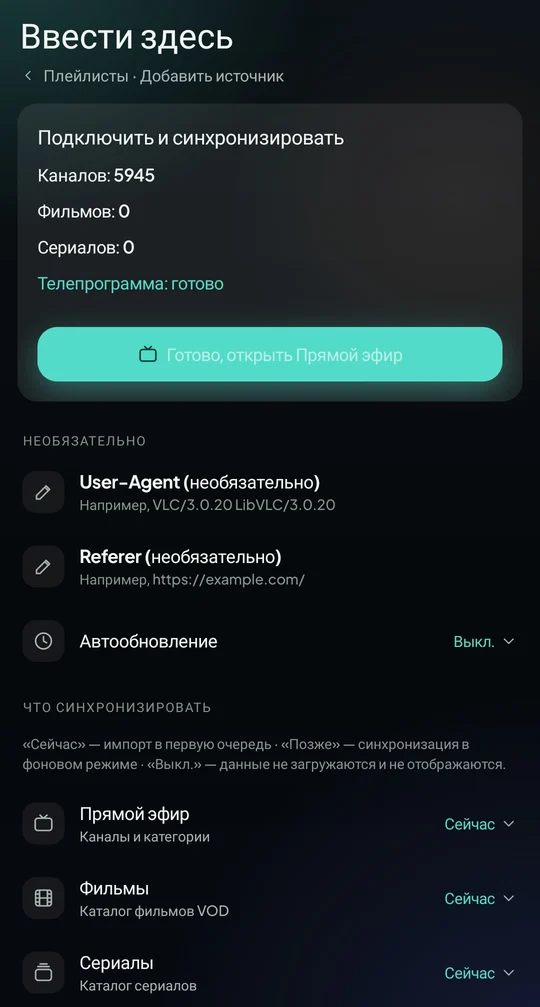 Ввести здесь
Плейлисты · Добавить источник
Подключить и синхронизировать
Каналов: 5945
Фильмов: 0
Сериалов: 0
Телепрограмма: готово
Готово, открыть Прямой эфир
НЕОБЯЗАТЕЛЬНО
User-Agent (необязательно)
Например, VLC/3.0.20 LibVLC/3.0.20
Referer (необязательно)
Например, https://example.com/
Автообновление
Выкл.
ЧТО СИНХРОНИЗИРОВАТЬ
«Сейчас» — импорт в первую очередь · «Позже» — синхронизация в
фоновом режиме · «Выкл.» — данные не загружаются и не отображаются.
Прямой эфир
Каналы и категории
Сейчас
Фильмы
Каталог фильмов VOD
Сейчас
Сериалы
Каталог сериалов
Сейчас